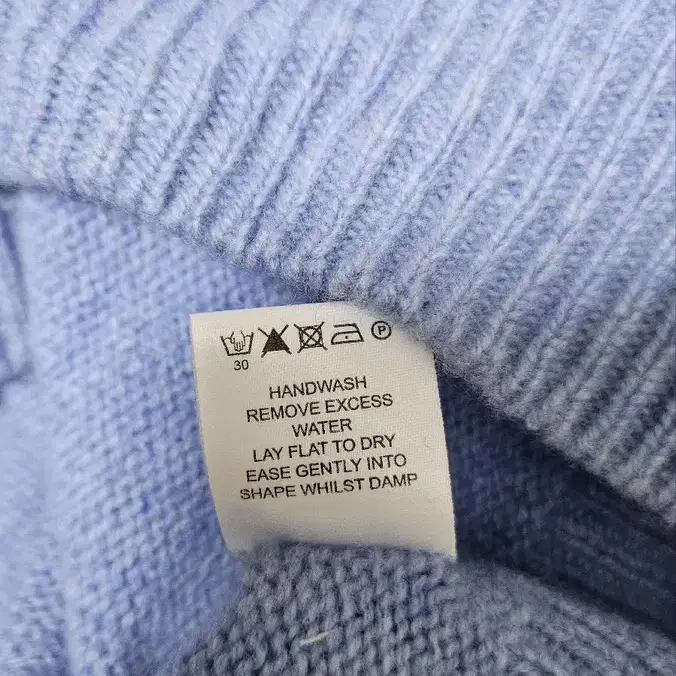 P
30
HANDWASH
REMOVE EXCESS
WATER
LAY FLAT TO DRY
EASE GENTLY INTO
SHAPE WHILST DAMP